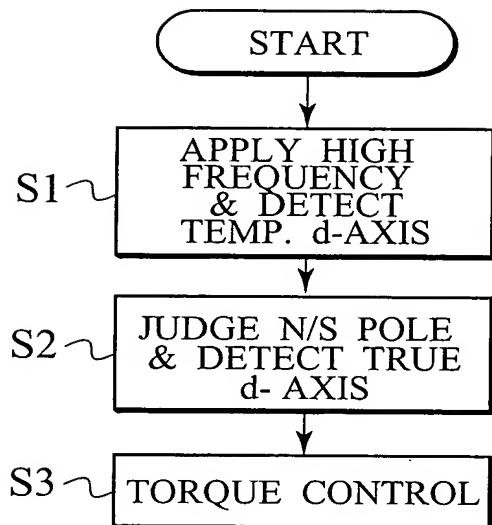 START
S1
APPLY HIGH
FREQUENCY
& DETECT
TEMP. d-AXIS
S2
JUDGE N/S POLE
& DETECT TRUE
d- AXIS
S3
TORQUE CONTROL